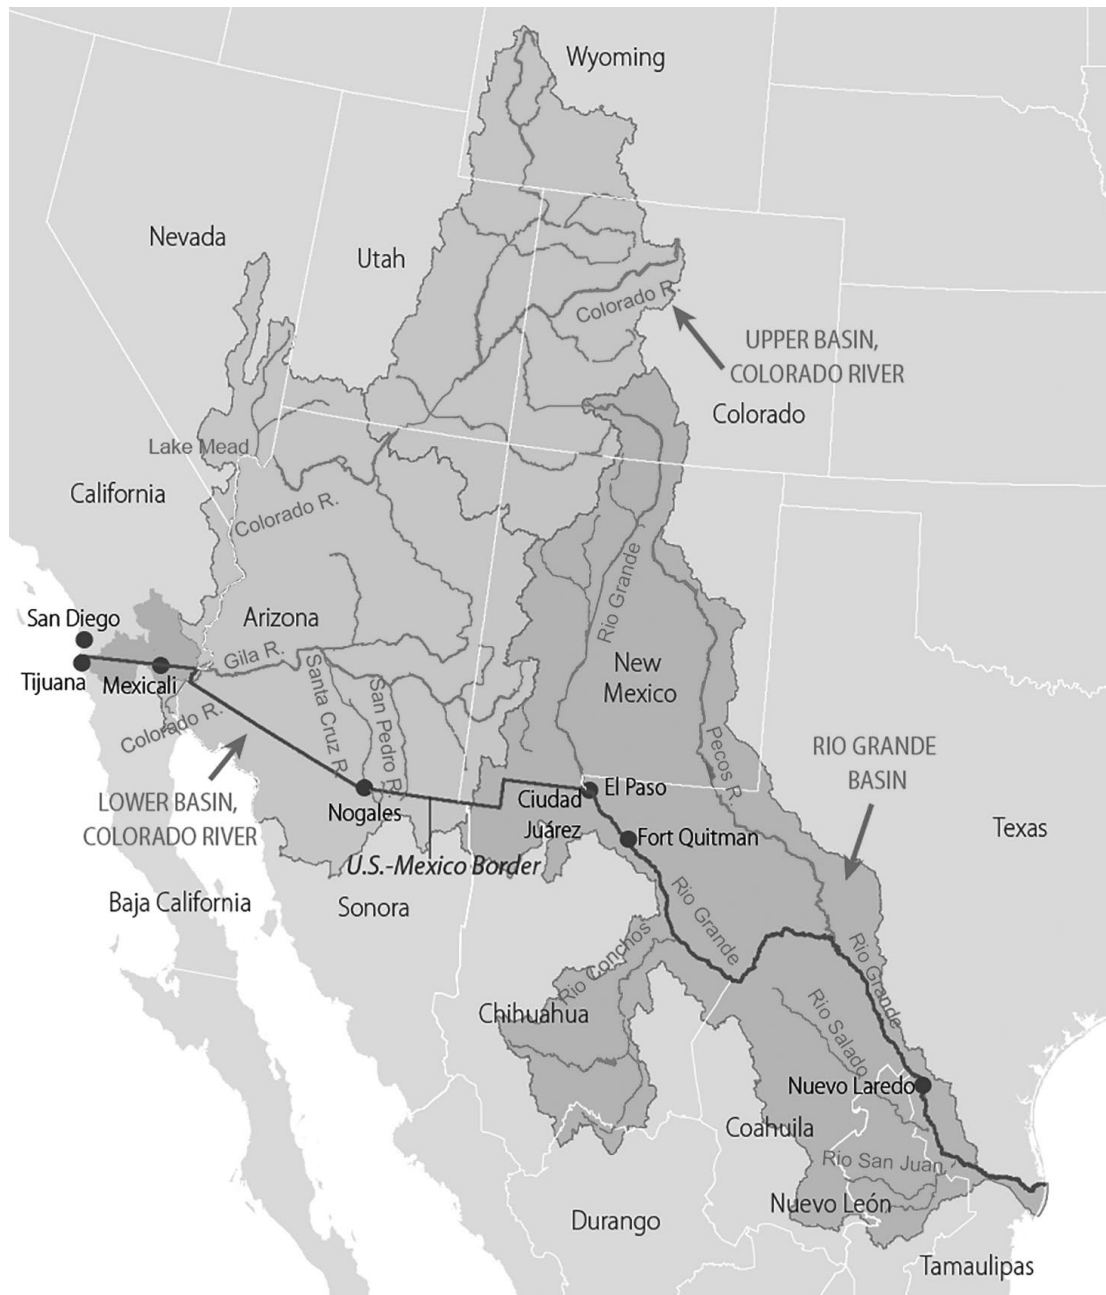 Wyoming
Nevada
Utah
Colorado R.
UPPER BASIN,
COLORADO RIVER
Colorado
Lake Mead
California
Colorado R.
Rio Grande
San Diego
Arizona
Gila R.
New
Mexico
Tijuana
Mexicali
Santa Cruz R.
San Pedro R.
Colorado R.
Pecos R.
RIO GRANDE
BASIN
LOWER BASIN,
COLORADO RIVER
Nogales
Ciudad
Juárez
El Paso
Fort Quitman
Texas
U.S.-Mexico Border
Baja California
Sonora
Rio Grande
Rio Conchos
Rio Grande
Chihuahua
Rio Salado
Nuevo Laredo
Coahuila
Rio San Juan
Nuevo León
Durango
Tamaulipas